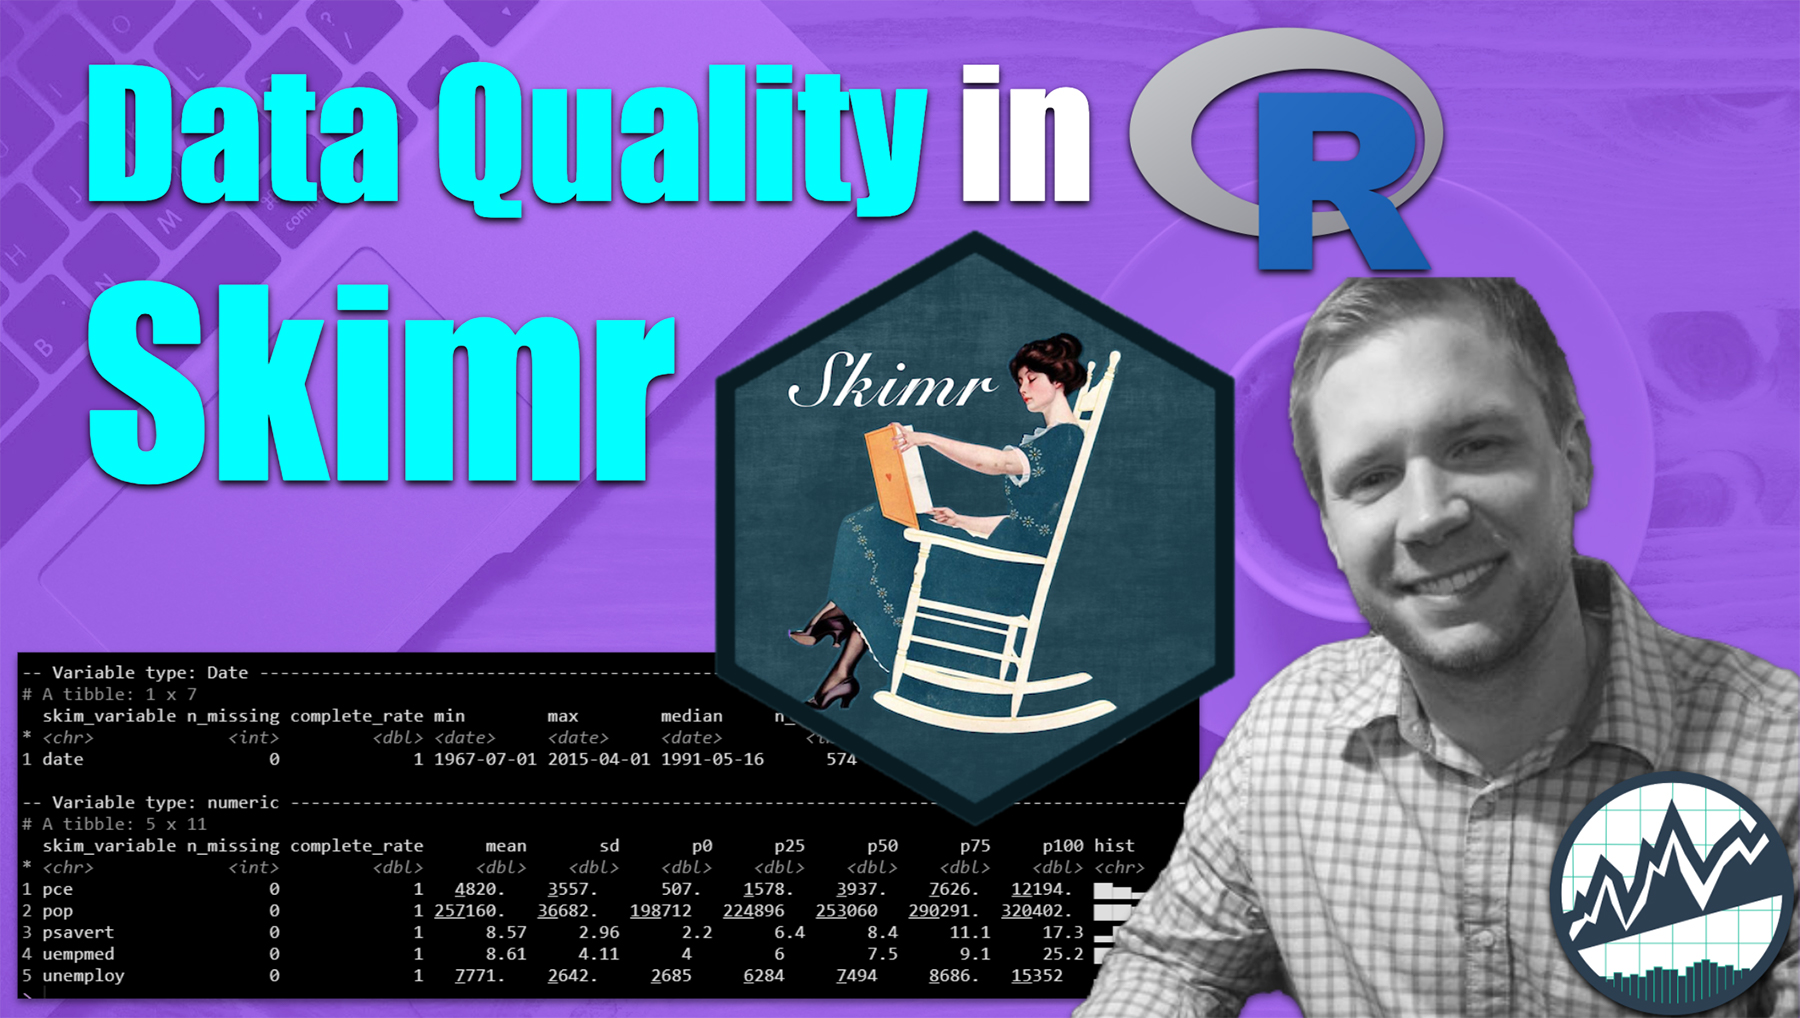 Data Quality in R
Skimr
Skimr
-- Variable type: Date ---------------------------------------------
# A tibble: 1 x 7
skim_variable n_missing complete_rate min max median
* <chr> <int> <dbl> <date> <date> <date>
1 date 0 1 1967-07-01 2015-04-01 1991-05-16 574
-- Variable type: numeric ---------------------------------------------
# A tibble: 5 x 11
skim_variable n_missing complete_rate mean sd p0 p25 p50 p75 p100 hist
* <chr> <int> <dbl> <dbl> <dbl> <dbl> <dbl> <dbl> <dbl> <dbl> <chr>
1 pce 0 1 4820. 3557. 507. 1578. 3937. 7626. 12194.
2 pop 0 1 257160. 36682. 198712 224896 253060 290291. 320402.
3 psavert 0 1 8.57 2.96 2.2 6.4 8.4 11.1 17.3
4 uempmed 0 1 8.61 4.11 4 6 7.5 9.1 25.2
5 unemploy 0 1 7771. 2642. 2685 6284 7494 8686. 15352